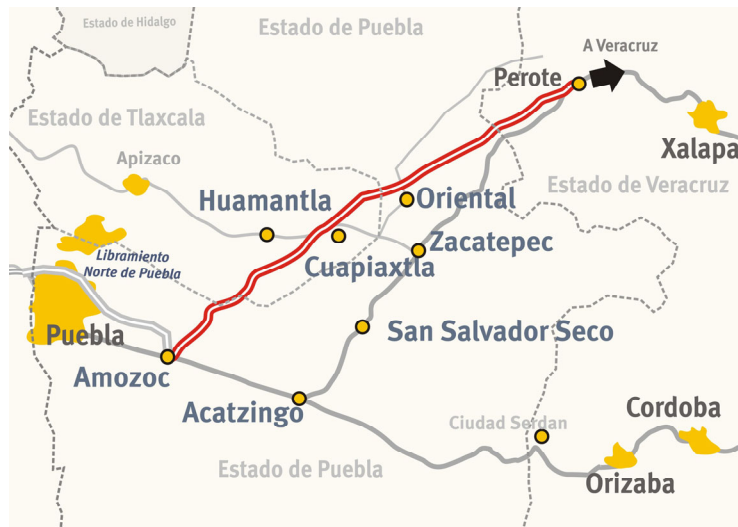 Estado de Hidalgo
Estado de Puebla
A Veracruz
Perote
Estado de Tlaxcala
Xalapa
Apizaco
Huamantla
Oriental
Estado de Veracruz
Libramiento
Norte de Puebla
Cuapiaxtla
Zacatepec
Puebla
San Salvador Seco
Amozoc
Acatzingo
Ciudad Serdan
Cordoba
Estado de Puebla
Orizaba